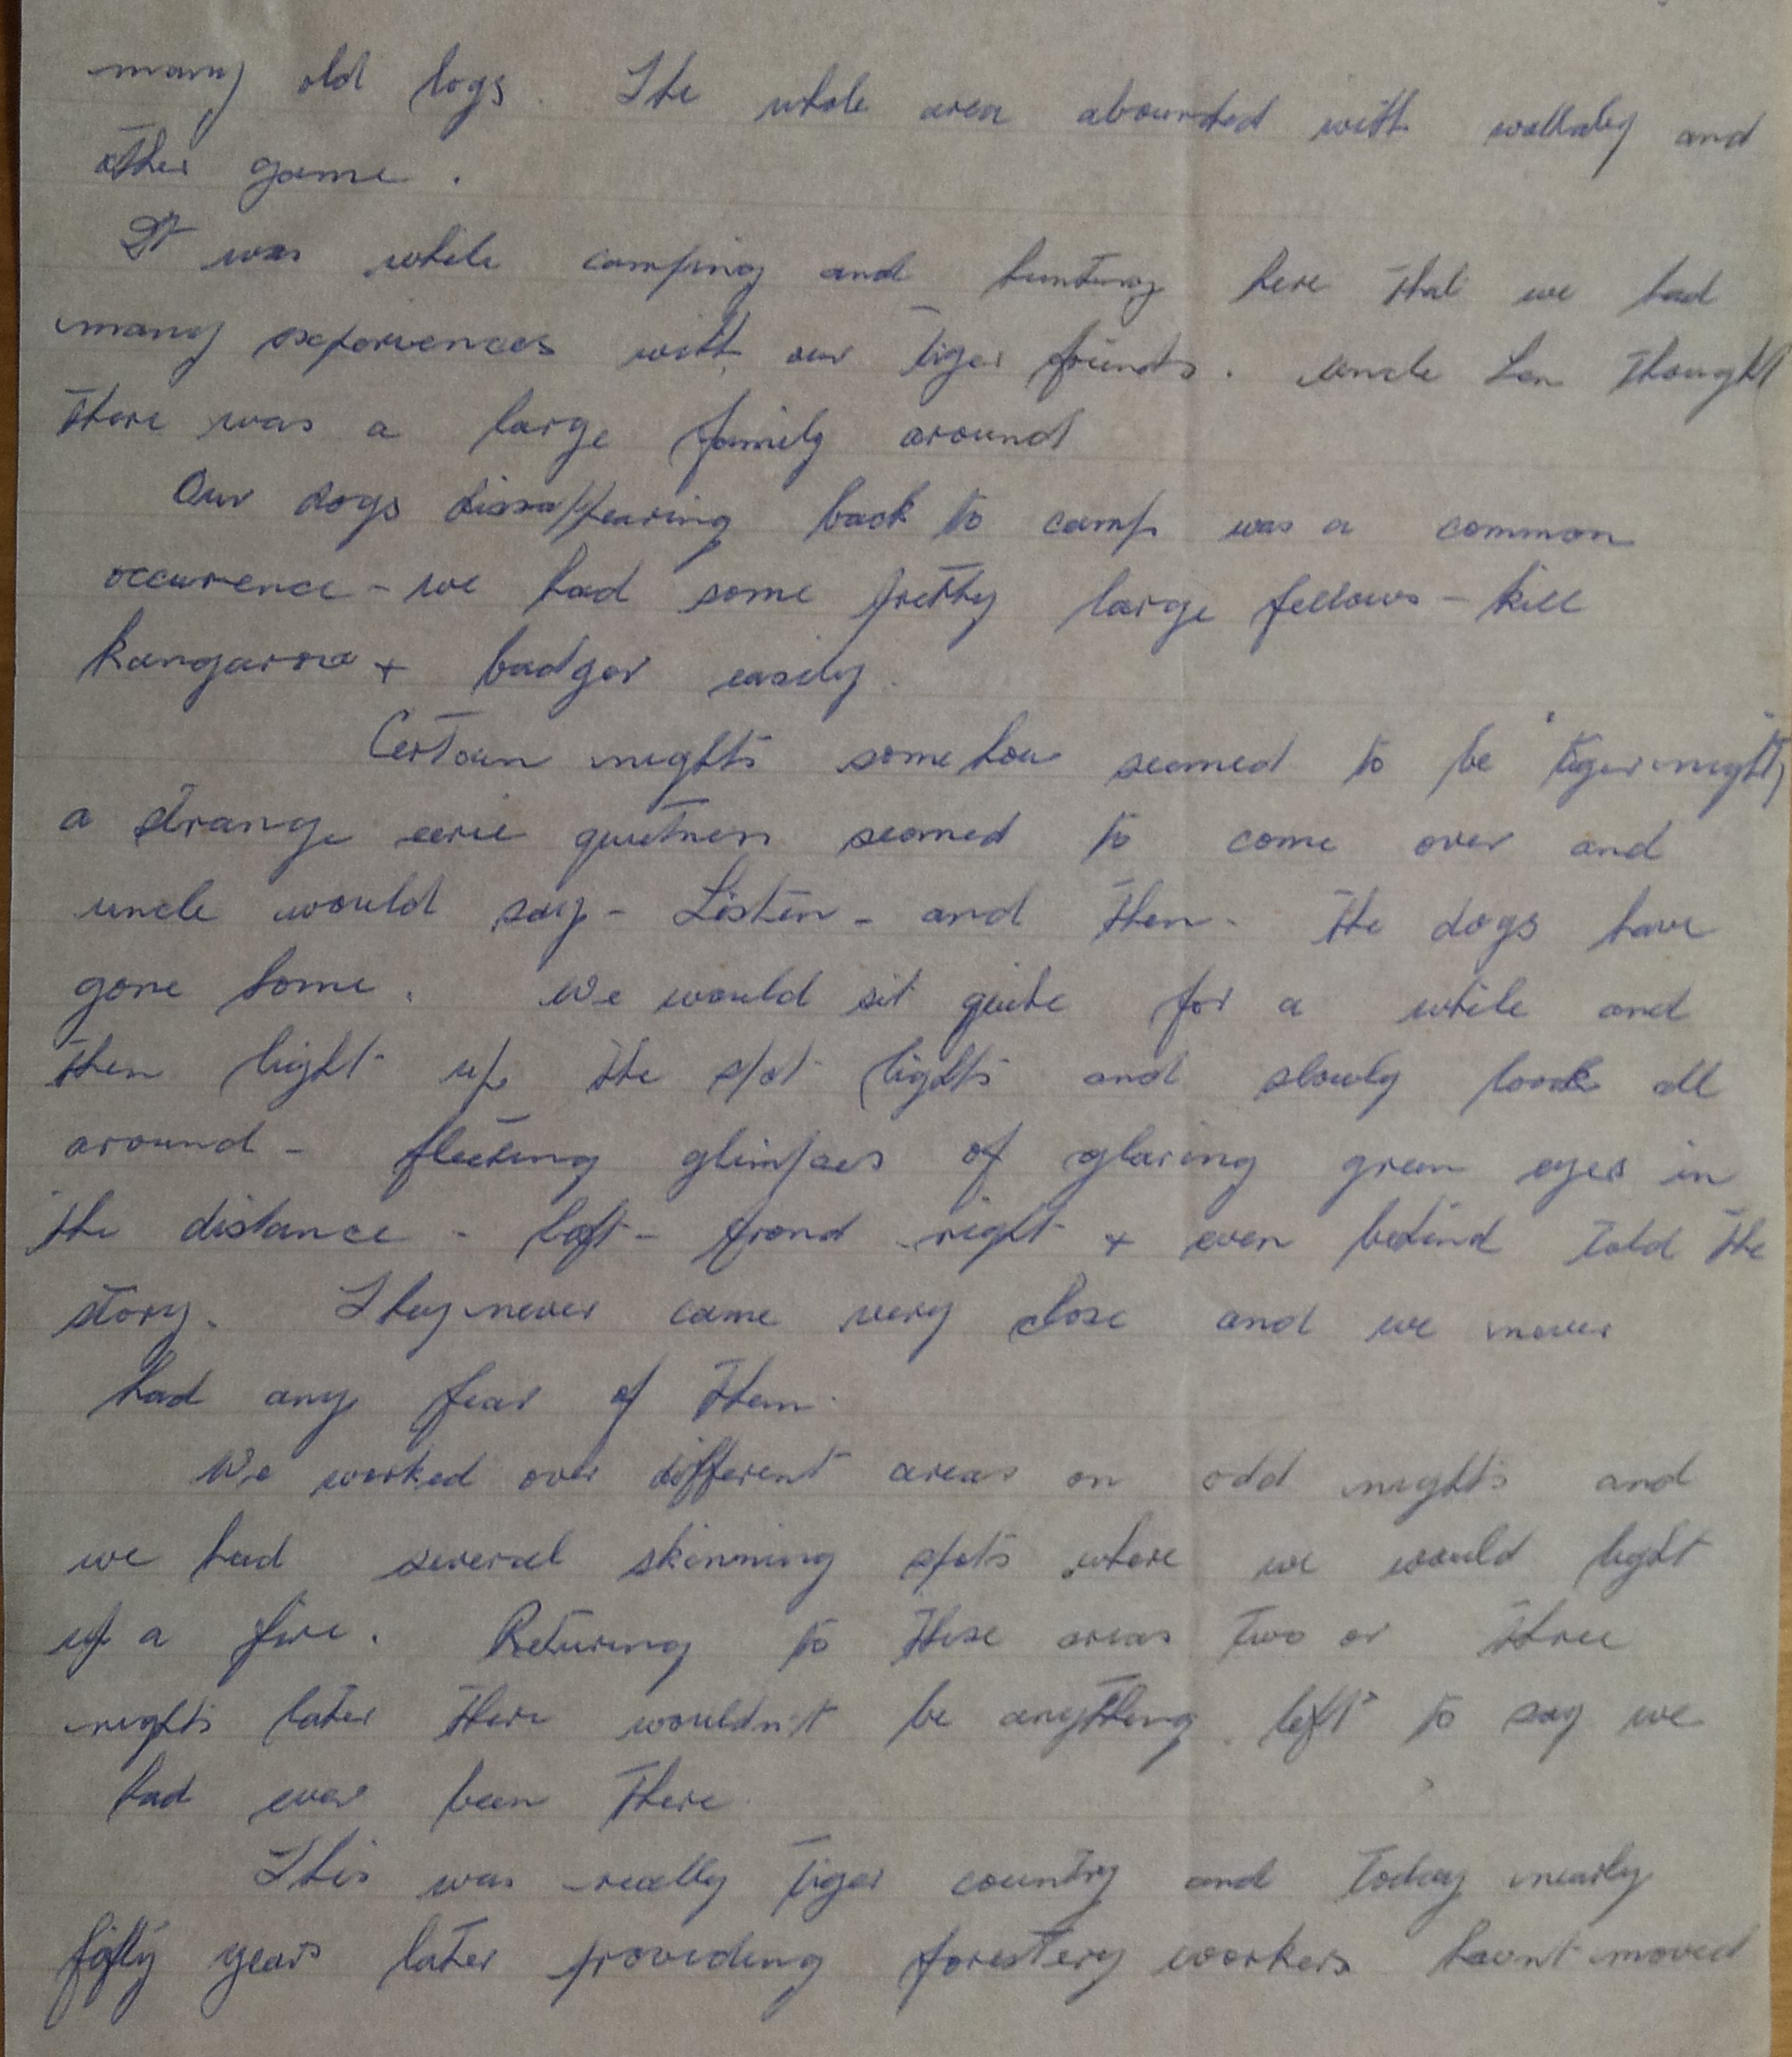 many old logs. The whole area abounded with wallaby and
other game.
It was while camping and hunting here that we had
many experiences with our Tiger friends. Uncle Len thought
there was a large family around
Our dogs dissappearing back to camp was a common
occurence - we had some pretty large fellows - kill
kangaroo + badger easily.
Certain nights somehow seemed to be "tiger nights"
a strange eerie quietness seemed to come over and
uncle would say - Listen - and then - the dogs have
gone home. We would sit quite for a while and
then light up the spot lights and slowly look all
around - fleeting glimpses of glaring green eyes in
the distance - left - frond right + even behind told the
story. They never came very close and we never
had any fear of them.
We worked over different areas on odd nights and
we had several skinning spots where we would light
up a fire. Returing to these areas two or three
nights later there wouldn't be anything left to say we
had ever been there
This was really Tiger country and today nearly
fifty years later providing forestery workers havnt moved